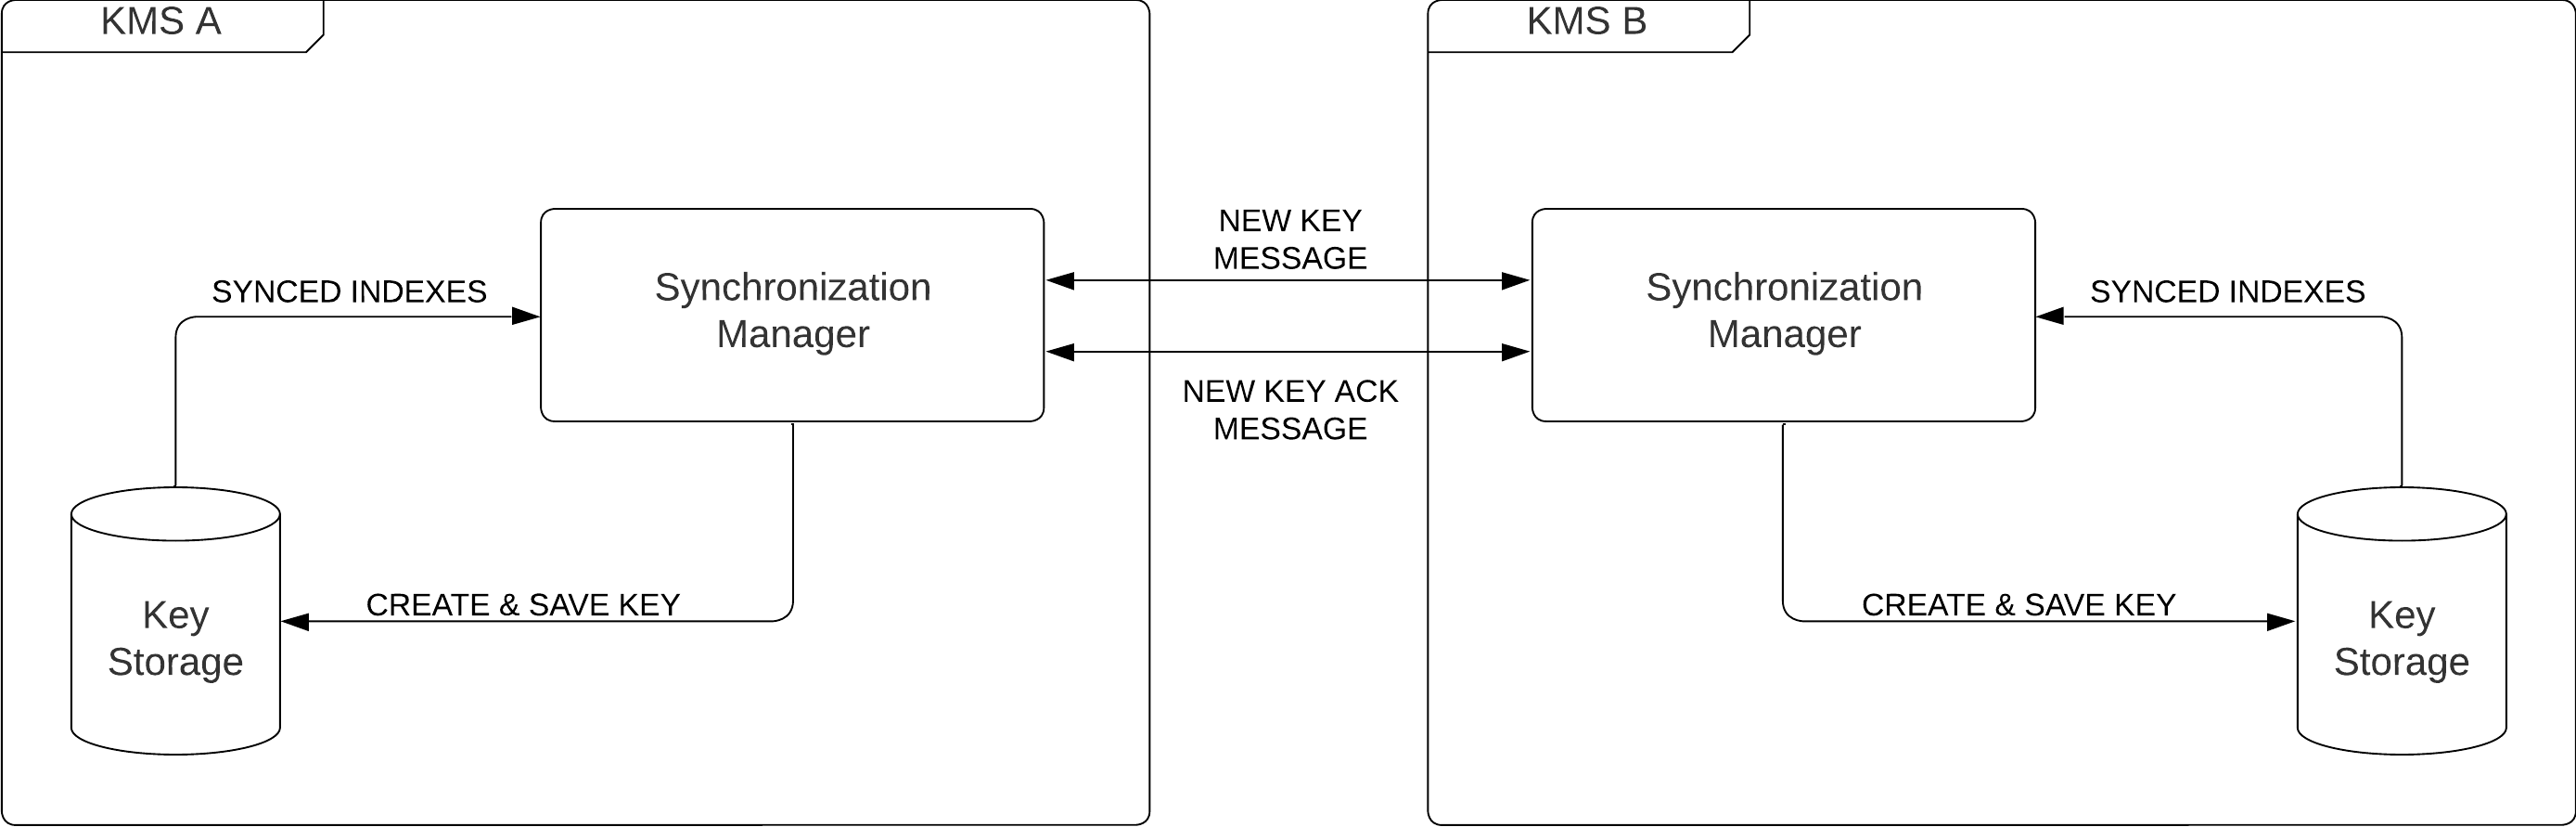 KMS A
KMS B
NEW KEY
MESSAGE
SYNCED INDEXES
Synchronization
Manager
Synchronization
Manager
SYNCED INDEXES
NEW KEY ACK
MESSAGE
CREATE & SAVE KEY
CREATE & SAVE KEY
Key
Storage
Key
Storage